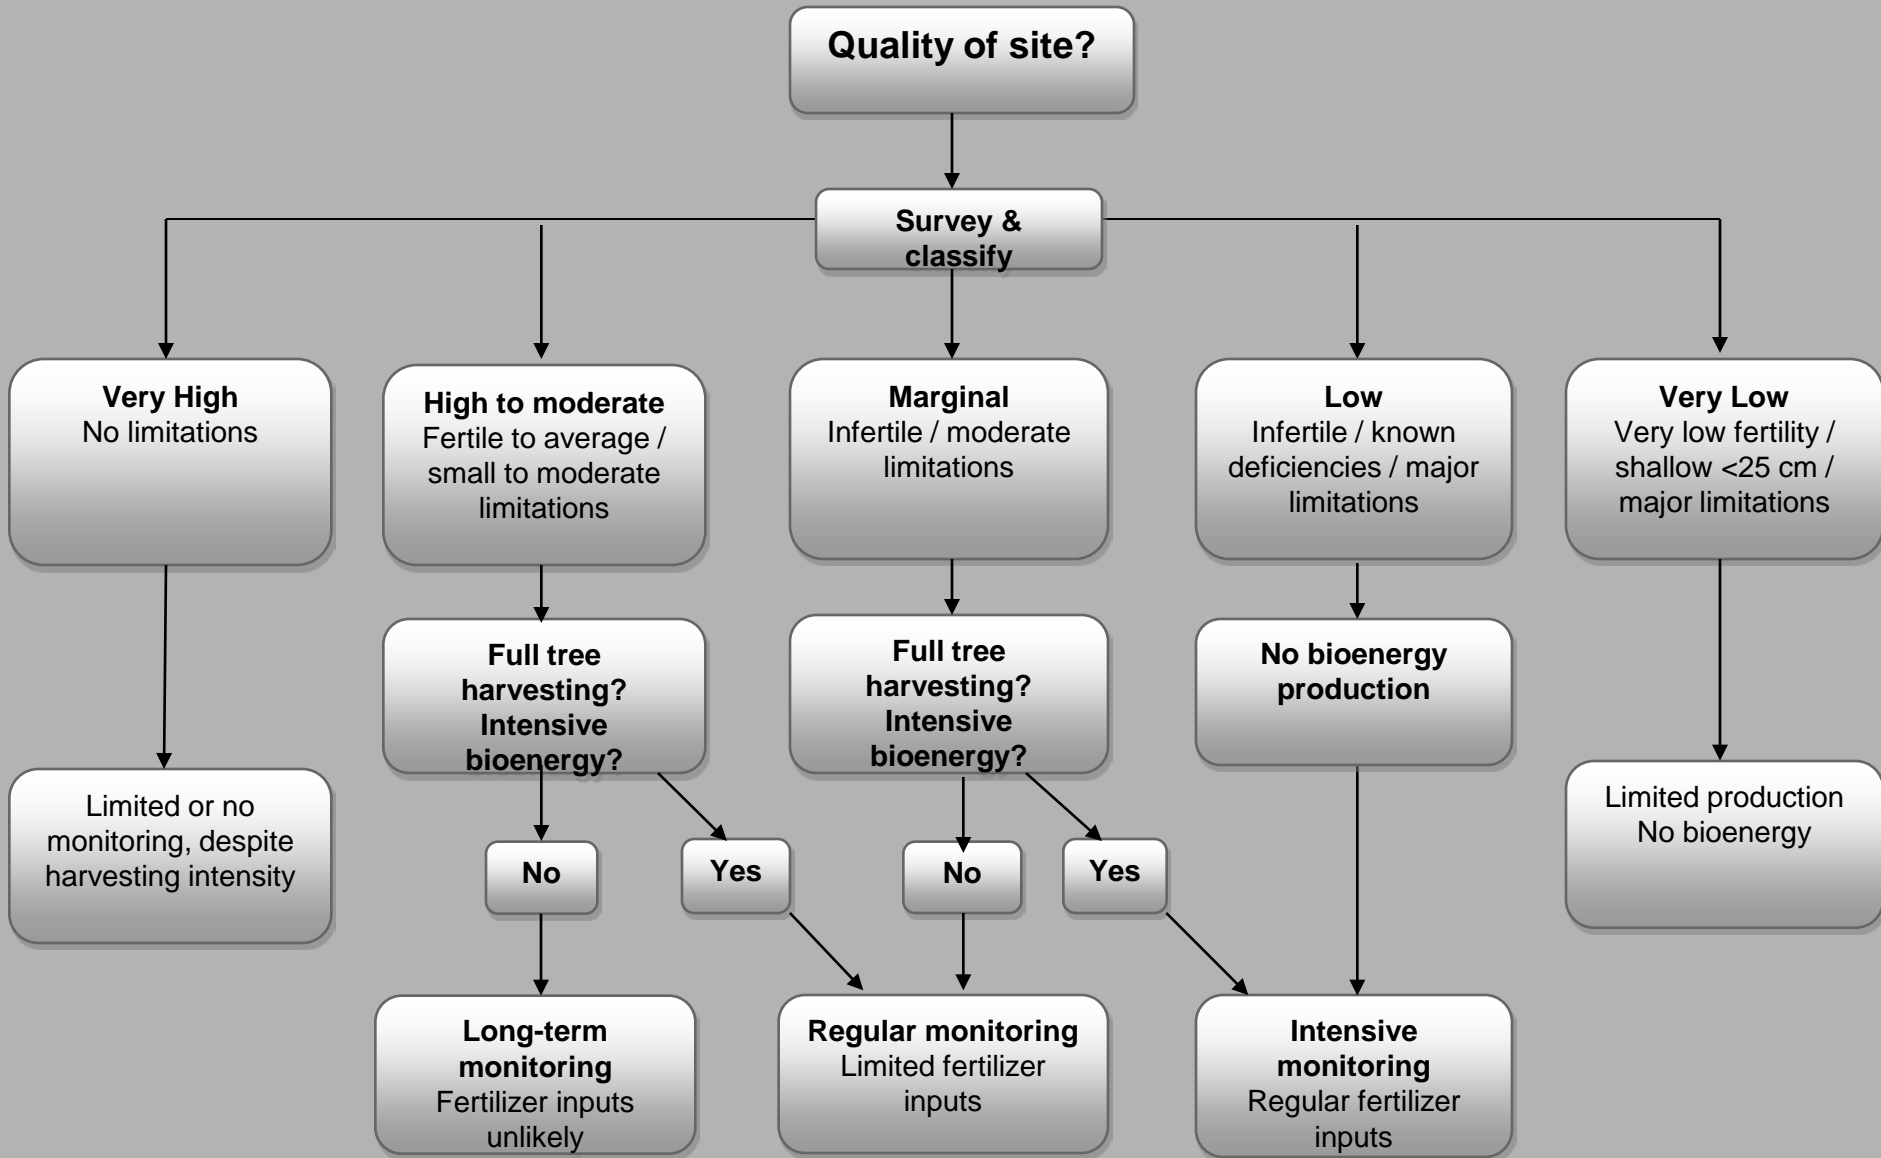 Quality of site?
Survey &
classify
Very High
No limitations
High to moderate
Fertile to average /
small to moderate
limitations
Marginal
Infertile / moderate
limitations
Low
Infertile / known
deficiencies / major
limitations
Very Low
Very low fertility /
shallow <25 cm /
major limitations
Full tree
harvesting?
Intensive
bioenergy?
Full tree
harvesting?
Intensive
bioenergy?
No bioenergy
production
Limited or no
monitoring, despite
harvesting intensity
Limited production
No bioenergy
No
Yes
No
Yes
Long-term
monitoring
Fertilizer inputs
unlikely
Regular monitoring
Limited fertilizer
inputs
Intensive
monitoring
Regular fertilizer
inputs